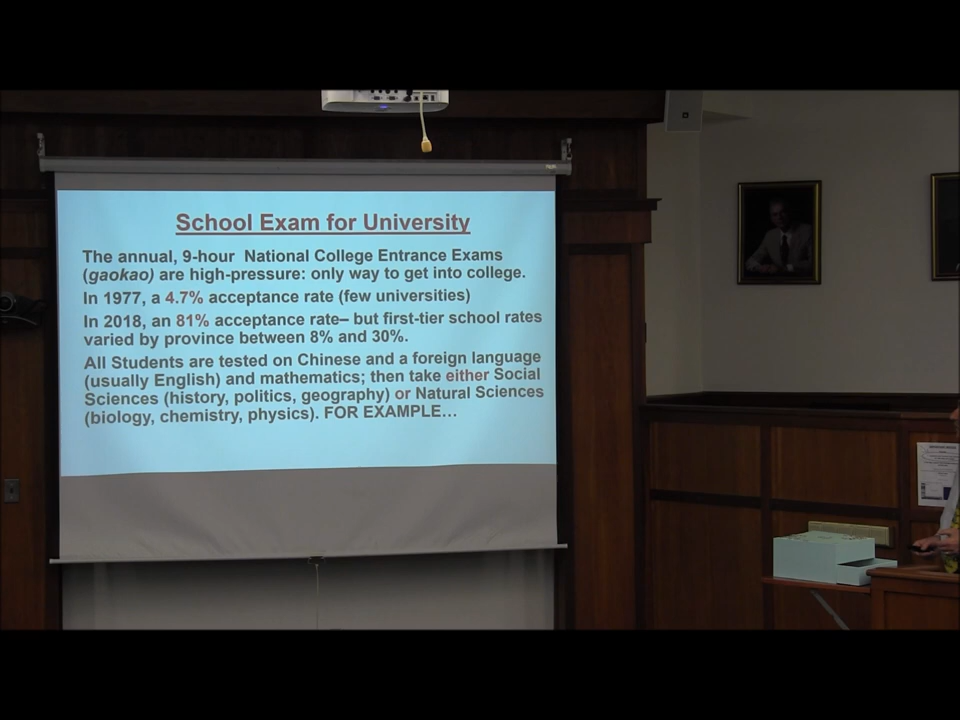 School Exam for University
The annual, 9-hour National College Entrance Exams
(gaokao) are high-pressure: only way to get into college.
In 1977, a 4.7% acceptance rate (few universities)
In 2018, an 81% acceptance rate– but first-tier school rates
varied by province between 8% and 30%.
All Students are tested on Chinese and a foreign language
(usually English) and mathematics; then take either Social
Sciences (history, politics, geography) or Natural Sciences
(biology, chemistry, physics). FOR EXAMPLE…